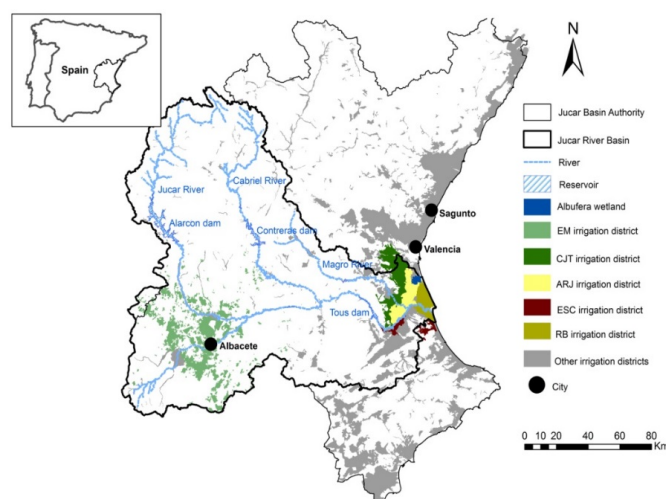 Spain
N
Jucar Basin Authority
Jucar River Basin
River
Reservoir
Albufera wetland
EM irrigation district
CJT irrigation district
ARJ irrigation district
ESC irrigation district
RB irrigation district
Other irrigation districts
City
0 10 20 40 60 80
Km
Cabriel River
Jucar River
Alarcon dam
Contreras dam
Sagunto
Valencia
Magro River
Tous dam
Albacete